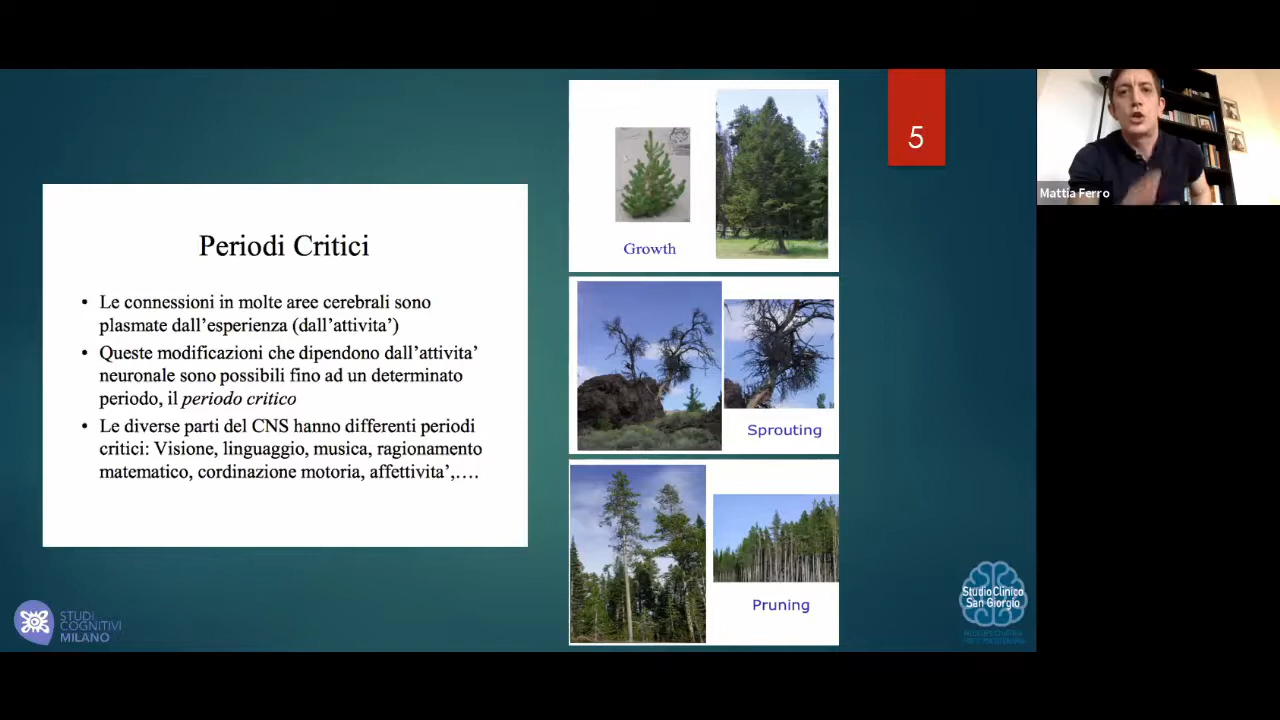 Periodi Critici
• Le connessioni in molte aree cerebrali sono
plasmate dall'esperienza (dall'attivita')
• Queste modificazioni che dipendono dall'attivita'
neuronale sono possibili fino ad un determinato
periodo, il periodo critico
• Le diverse parti del CNS hanno differenti periodi
critici: Visione, linguaggio, musica, ragionamento
matematico, cordinazione motoria, affettivita',....
Growth
Sprouting
Pruning
5
Mattia Ferro
STUDI
COGNITIVI
MILANO
Studio Clinico
San Giorgio